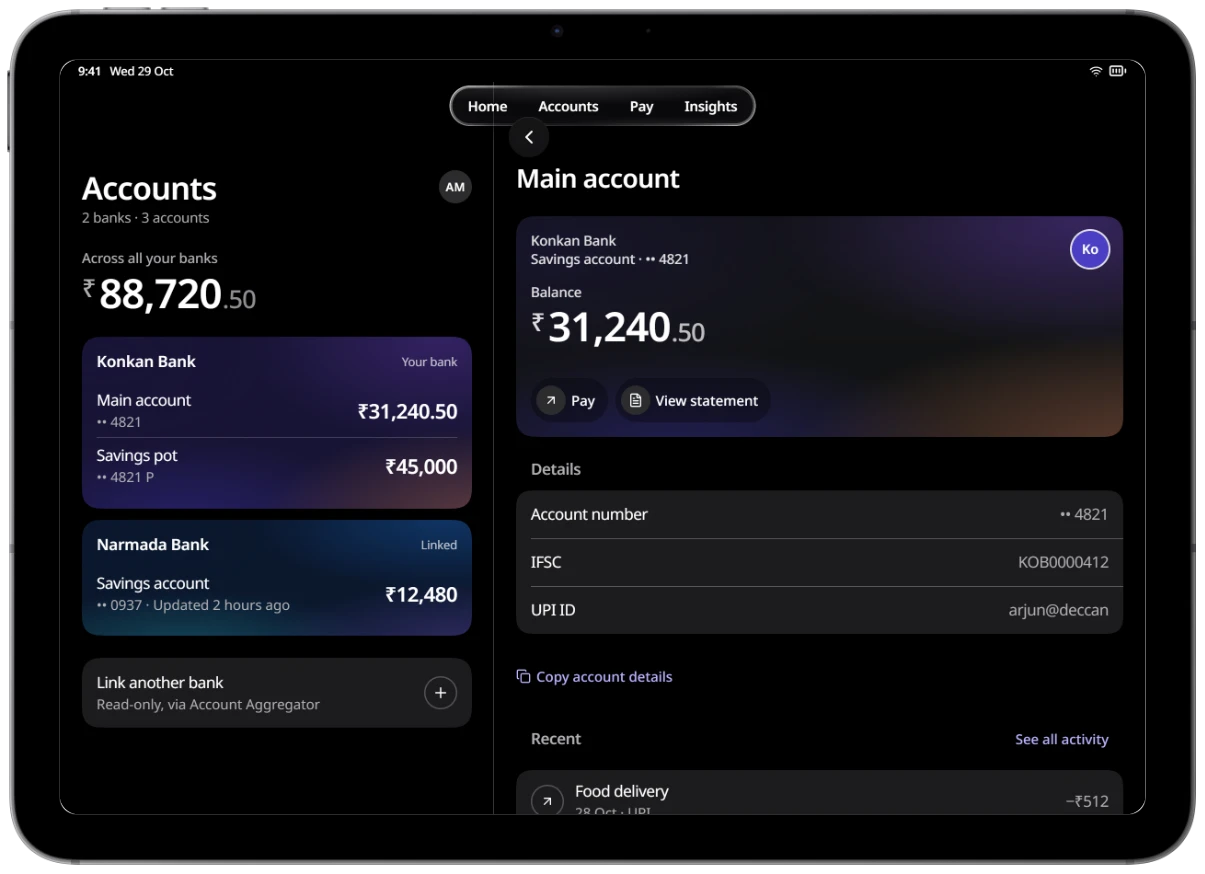 9:41 Wed 29 Oct
Home Accounts Pay Insights
Accounts
AM
2 banks · 3 accounts
Across all your banks
₹88,720.50
Konkan Bank
Your bank
Main account
•• 4821
₹31,240.50
Savings pot
•• 4821 P
₹45,000
Narmada Bank
Linked
Savings account
•• 0937 · Updated 2 hours ago
₹12,480
Link another bank
Read-only, via Account Aggregator
Main account
Konkan Bank
Savings account · •• 4821
Ko
Balance
₹31,240.50
Pay
View statement
Details
Account number
•• 4821
IFSC
KOB0000412
UPI ID
arjun@deccan
Copy account details
Recent
See all activity
Food delivery
28 Oct · UPI
−₹512